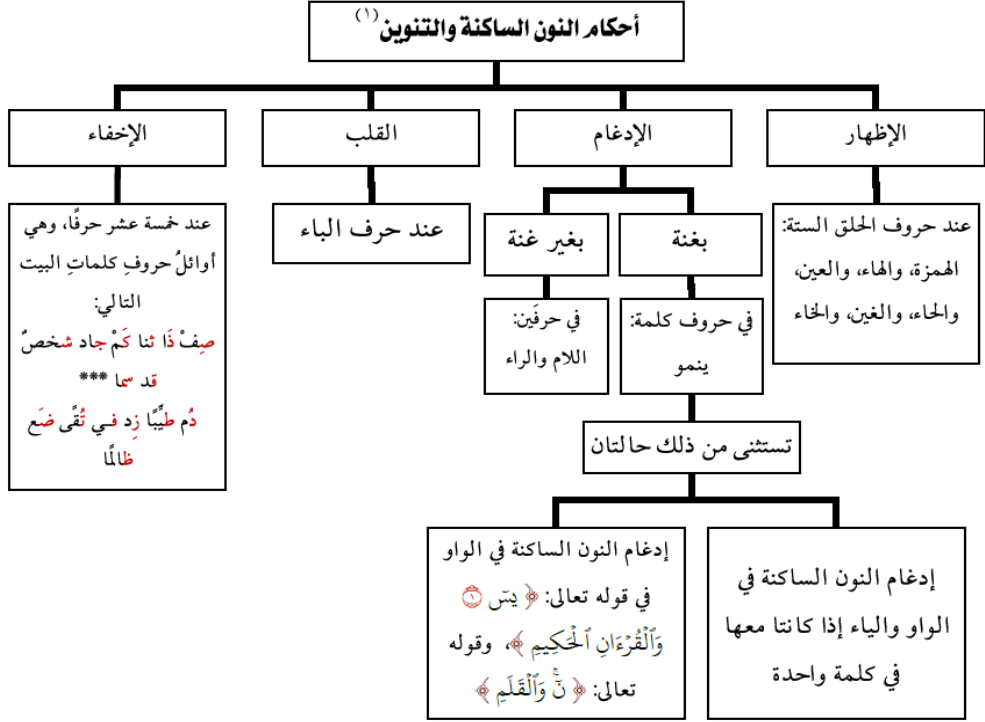 أحكام النون الساكنة والتنوين(١)
الإظهار
الإدغام
القلب
الإخفاء
عند حروف الحلق الستة:
الهمزة، والهاء، والعين،
والحاء، والغين، والخاء
بغنة
بغير غنة
عند حرف الباء
عند خمسة عشر حرفًا، وهي
أوائلُ حروفِ كلماتِ البيت
التالي:
صِفْ ذَا ثنا كَمْ جاد شخصٌ
قد سما ***
دُم طيِّبًا زِد في تُقًى ضَع
ظالمًا
في حروف كلمة:
ينمو
في حرفَين:
اللام والراء
تستثنى من ذلك حالتان
إدغام النون الساكنة في
الواو والياء إذا كانتا معها
في كلمة واحدة
إدغام النون الساكنة في الواو
في قوله تعالى: ﴿ يسٓ ١
وَٱلْقُرْءَانِ ٱلْحَكِيمِ ﴾، وقوله
تعالى: ﴿ نٓ وَٱلْقَلَمِ ﴾